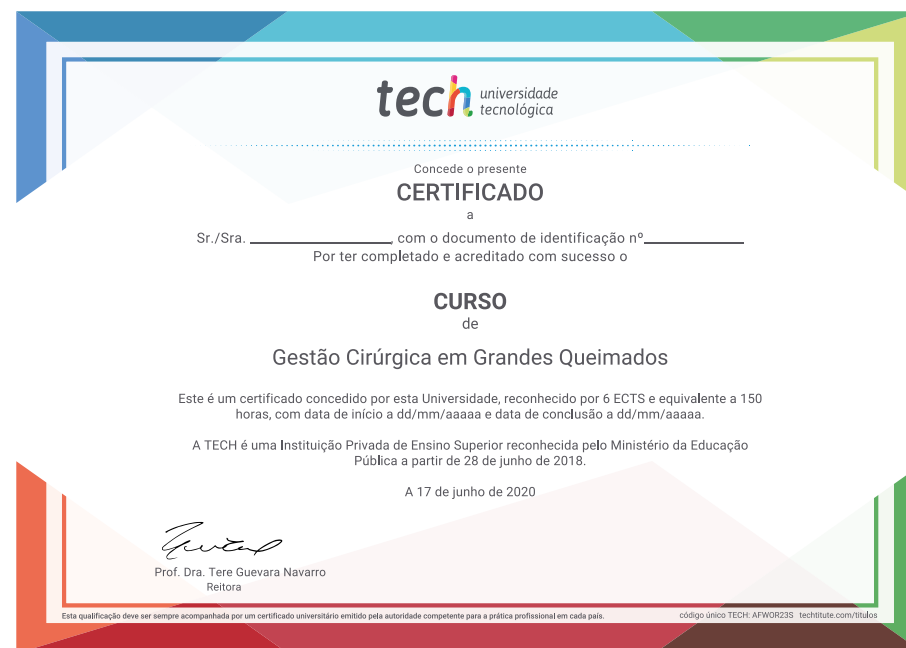 tech universidade
tecnológica
Concede o presente
CERTIFICADO
a
Sr./Sra. , com o documento de identificação nº
Por ter completado e acreditado com sucesso o
CURSO
de
Gestão Cirúrgica em Grandes Queimados
Este é um certificado concedido por esta Universidade, reconhecido por 6 ECTS e equivalente a 150
horas, com data de início a dd/mm/aaaaa e data de conclusão a dd/mm/aaaaa.
A TECH é uma Instituição Privada de Ensino Superior reconhecida pelo Ministério da Educação
Pública a partir de 28 de junho de 2018.
A 17 de junho de 2020
Prof. Dra. Tere Guevara Navarro
Reitora
Esta qualificação deve ser sempre acompanhada por um certificado universitário emitido pela autoridade competente para a prática profissional em cada país.
código único TECH: AFWOR23S techtitute.com/titulos